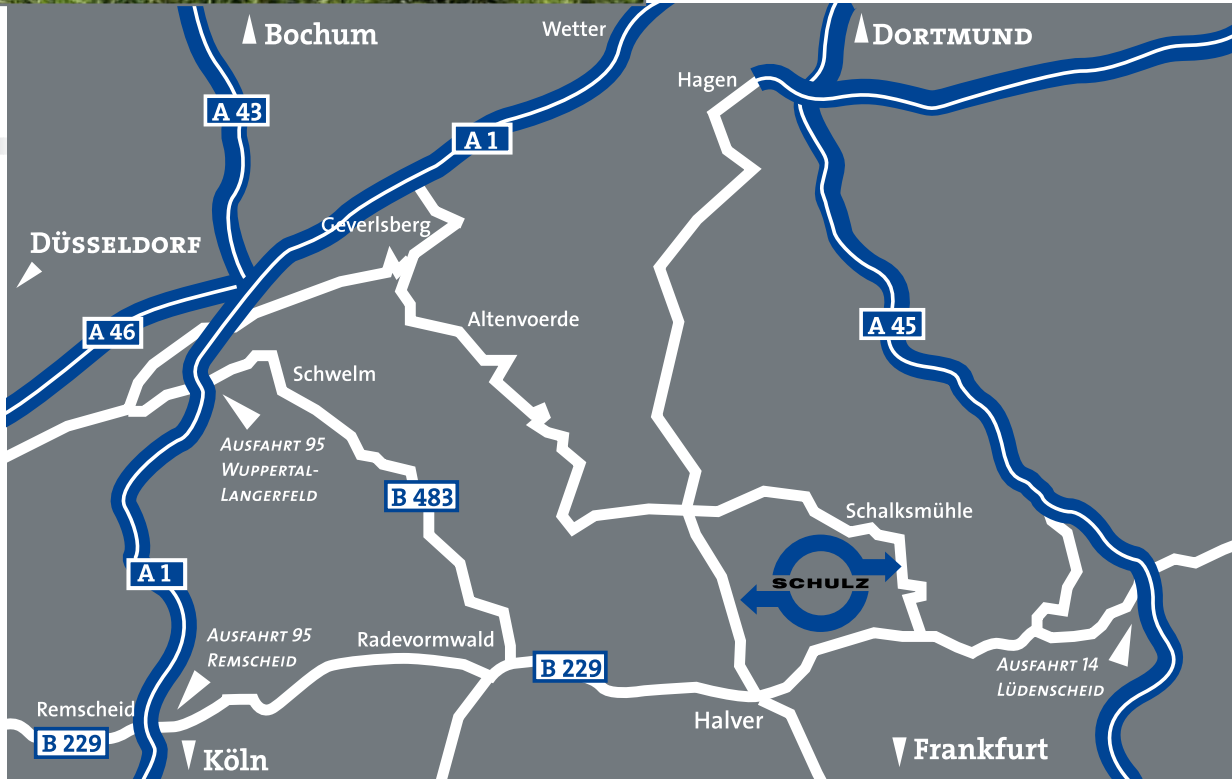 Wetter
Bochum
DORTMUND
Hagen
A 43
A 1
Geverlsberg
DÜSSELDORF
Altenvoerde
A 45
A 46
Schwelm
AUSFAHRT 95
WUPPERTAL-
LANGERFELD
B 483
Schalksmühle
A 1
SCHULZ
AUSFAHRT 95
REMSCHEID
Radevormwald
B 229
AUSFAHRT 14
LÜDENSCHEID
Remscheid
B 229
Halver
Köln
Frankfurt